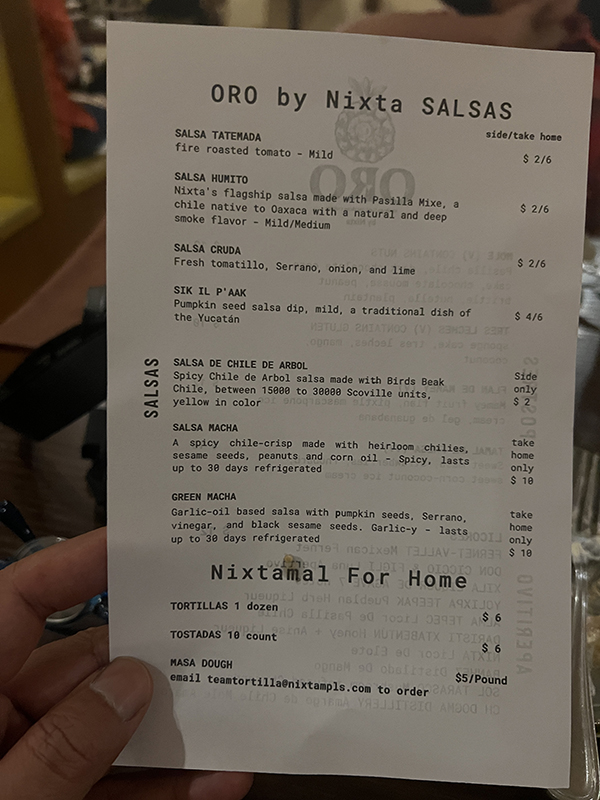 ORO by Nixta SALSAS
side/take home
SALSA TATEMADA
fire roasted tomato - Mild
$ 2/6
SALSA HUMITO
Nixta's flagship salsa made with Pasilla Mixe, a
chile native to Oaxaca with a natural and deep
smoke flavor - Mild/Medium
$ 2/6
SALSA CRUDA
Fresh tomatillo, Serrano, onion, and lime
$ 2/6
SIK IL P'AAK
Pumpkin seed salsa dip, mild, a traditional dish of
the Yucatán
$ 4/6
SALSAS
SALSA DE CHILE DE ARBOL
Spicy Chile de Arbol salsa made with Birds Beak
Chile, between 15000 to 30000 Scoville units,
yellow in color
Side
only
$ 2
SALSA MACHA
A spicy chile-crisp made with heirloom chilies,
sesame seeds, peanuts and corn oil - Spicy, lasts
up to 30 days refrigerated
take
home
only
$ 10
GREEN MACHA
Garlic-oil based salsa with pumpkin seeds, Serrano,
vinegar, and black sesame seeds. Garlic-y - lasts
up to 30 days refrigerated
take
home
only
$ 10
Nixtamal For Home
TORTILLAS 1 dozen
$ 6
TOSTADAS 10 count
$ 6
MASA DOUGH
$5/Pound
email teamtortilla@nixtampls.com to order